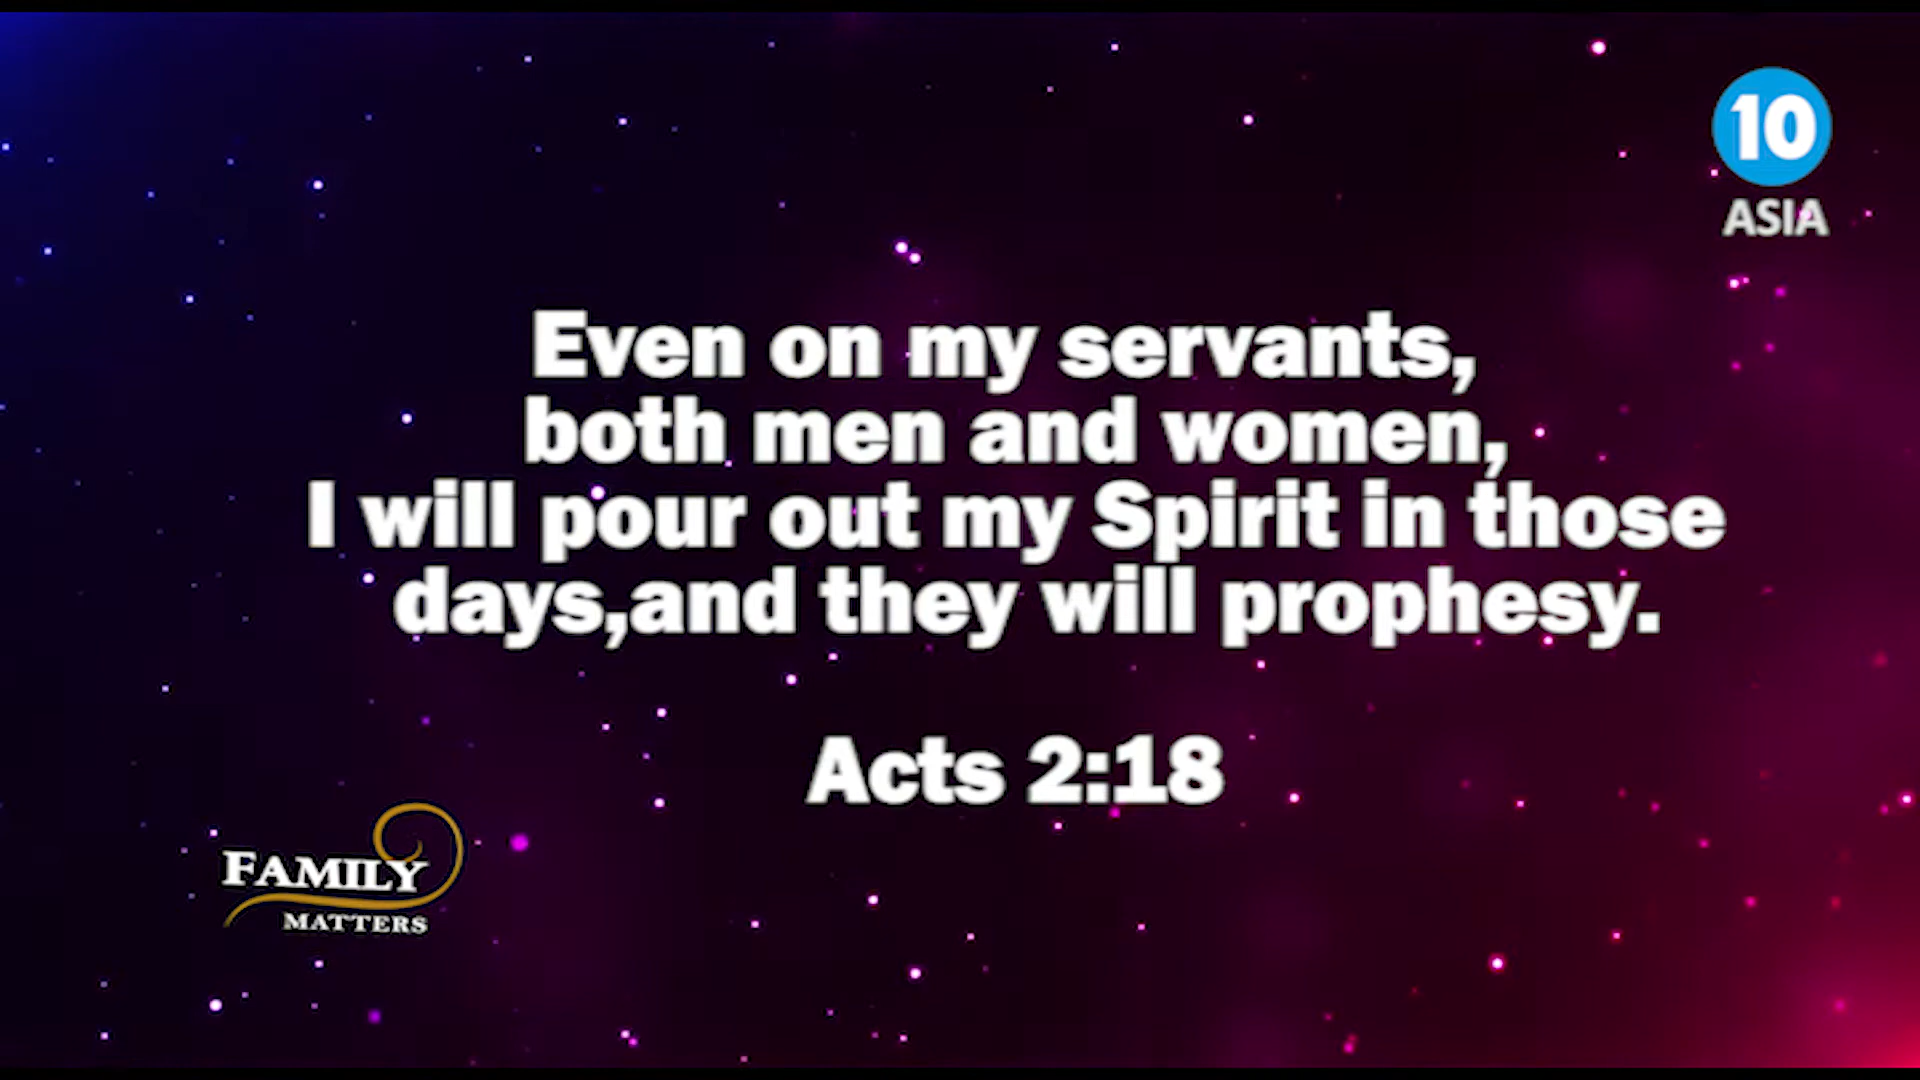 10
ASIA
Even on my servants,
both men and women,
I will pour out my Spirit in those
days,and they will prophesy.
Acts 2:18
FAMILY
MATTERS